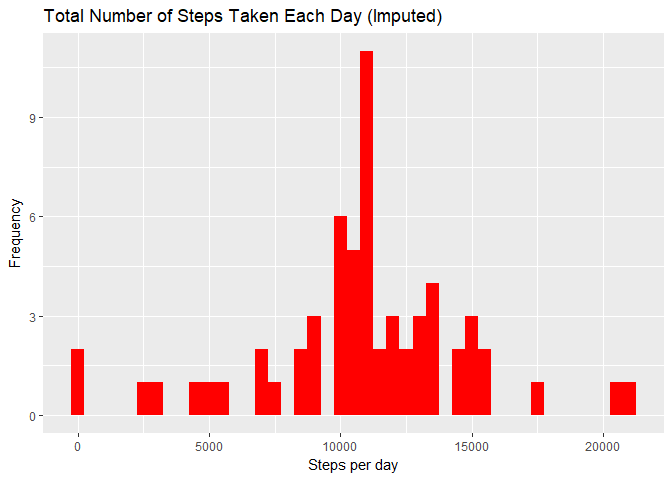 Total Number of Steps Taken Each Day (Imputed)
Frequency
9
6
3
0
0 5000 10000 15000 20000
Steps per day